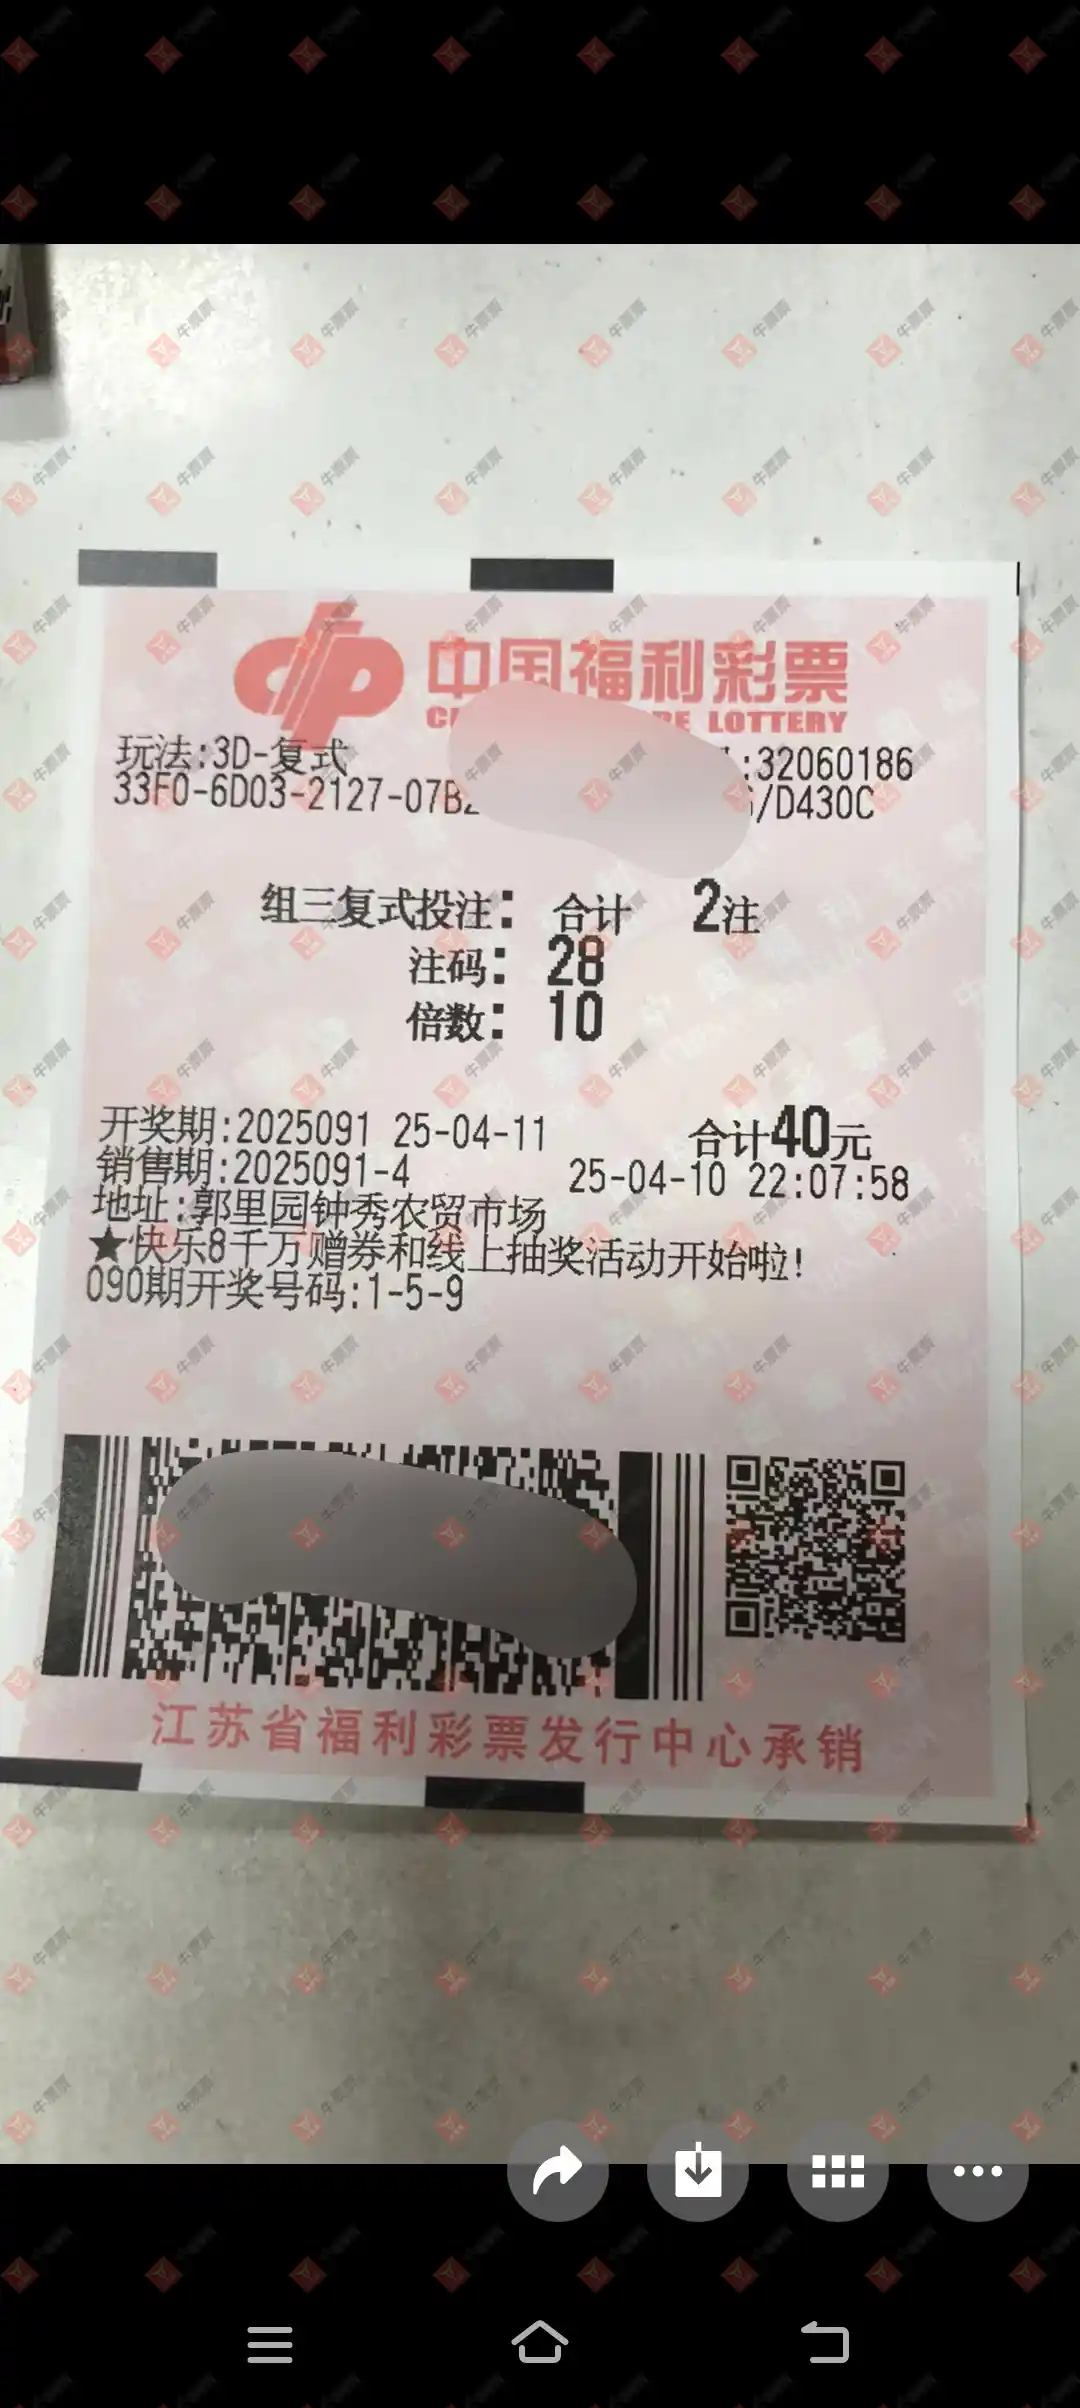 中国福利彩票
LOTTERY
玩法:3D-复式
:32060186
33F0-6D03-2127-07B
/D430C
组三复式投注: 合计 2注
注码: 28
倍数: 10
开奖期:2025091 25-04-11 合计40元
销售期:2025091-4 25-04-10 22:07:58
地址:郭里园钟秀农贸市场
★快乐8千万赠券和线上抽奖活动开始啦!
090期开奖号码:1-5-9
江苏省福利彩票发行中心承销
牛票票